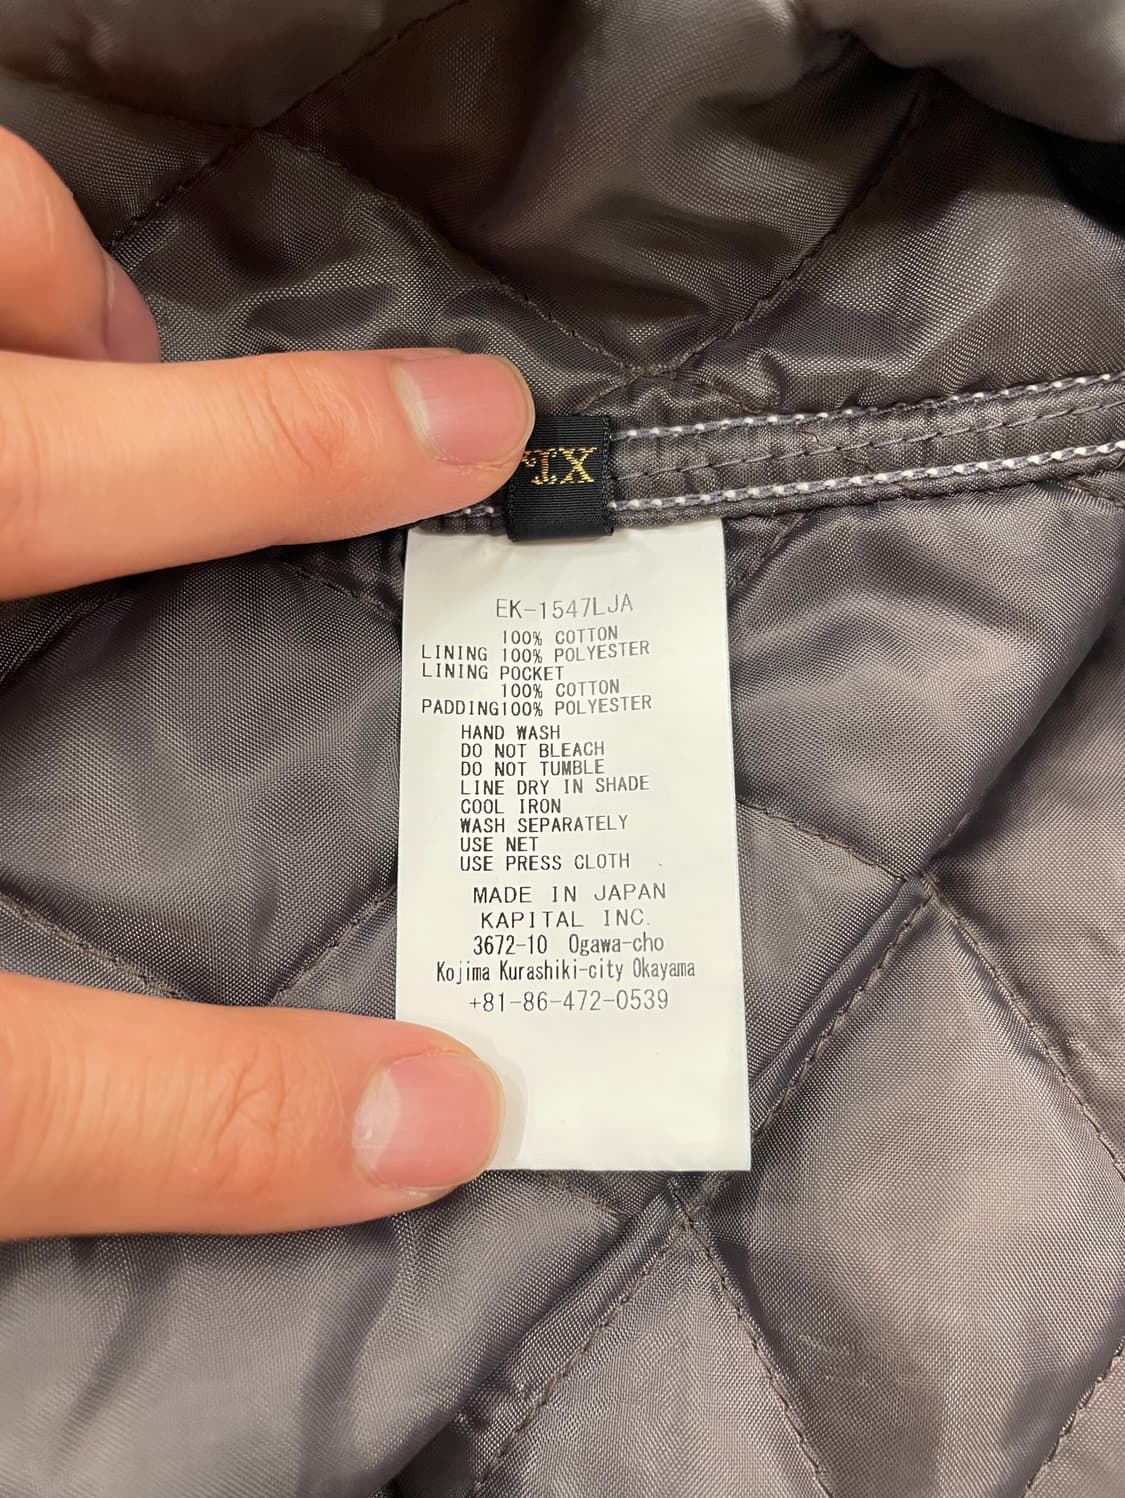 XL
EK-1547LJA
100% COTTON
LINING 100% POLYESTER
LINING POCKET
100% COTTON
PADDING100% POLYESTER
HAND WASH
DO NOT BLEACH
DO NOT TUMBLE
LINE DRY IN SHADE
COOL IRON
WASH SEPARATELY
USE NET
USE PRESS CLOTH
MADE IN JAPAN
KAPITAL INC.
3672-10 Ogawa-cho
Kojima Kurashiki-city Okayama
+81-86-472-0539